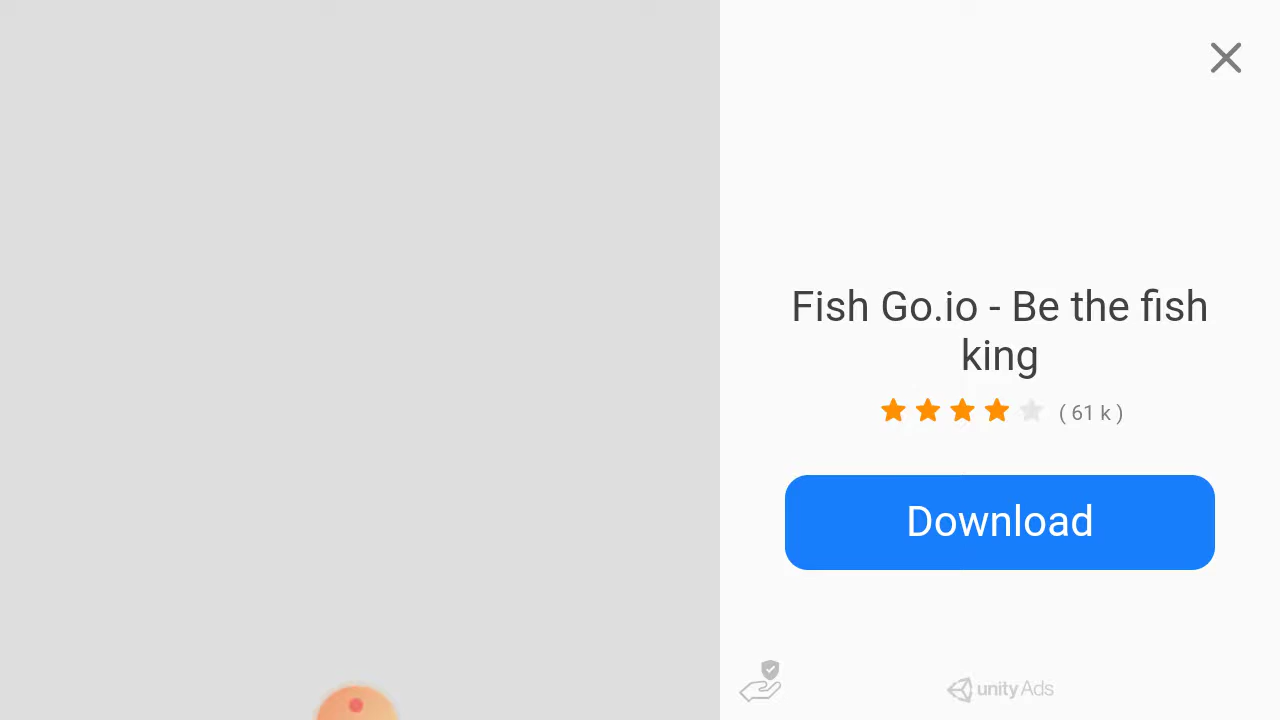 Fish Go.io - Be the fish
king
( 61 k )
Download
unity Ads